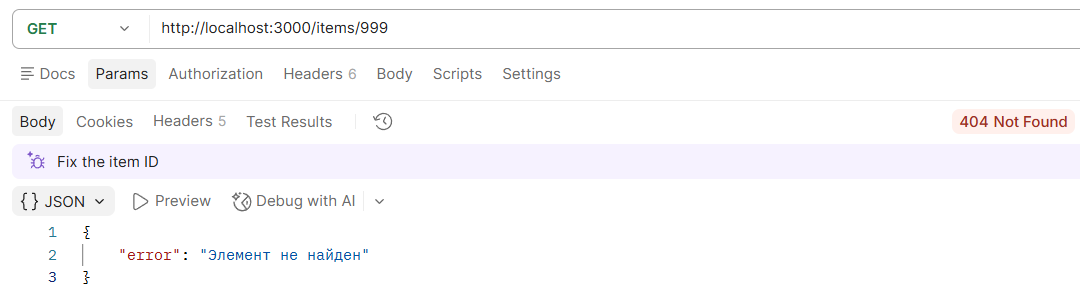 GET http://localhost:3000/items/999
Docs Params Authorization Headers 6 Body Scripts Settings
Body Cookies Headers 5 Test Results 404 Not Found
Fix the item ID
{} JSON Preview Debug with AI
1 {
2 "error": "Элемент не найден"
3 }